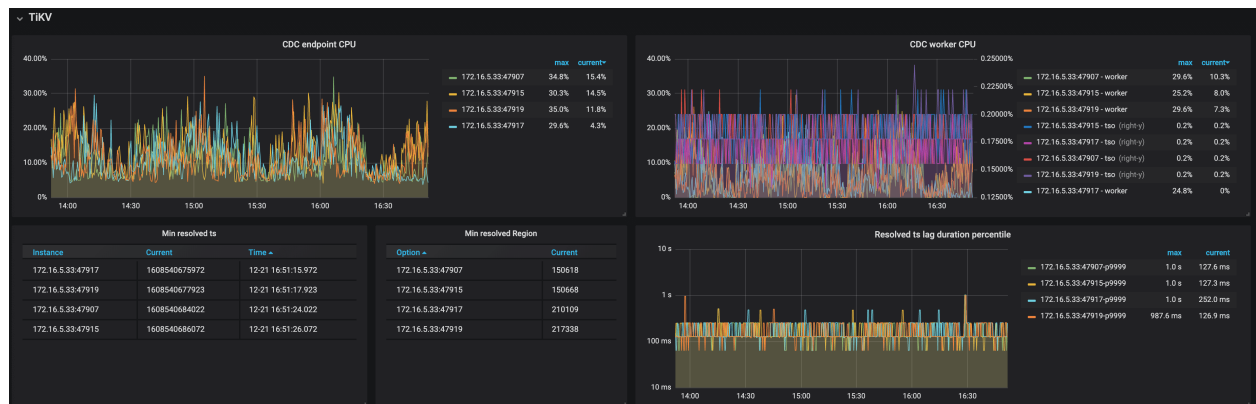 TiKV
CDC endpoint CPU
40.00%
30.00%
20.00%
10.00%
0%
14:00 14:30 15:00 15:30 16:00 16:30
max current
172.16.5.33:47907 34.8% 15.4%
172.16.5.33:47915 30.3% 14.5%
172.16.5.33:47919 35.0% 11.8%
172.16.5.33:47917 29.6% 4.3%
CDC worker CPU
40.00%
30.00%
20.00%
10.00%
0%
0.25000%
0.22500%
0.20000%
0.17500%
0.15000%
0.12500%
14:00 14:30 15:00 15:30 16:00 16:30
max current
172.16.5.33:47907 - worker 29.6% 10.3%
172.16.5.33:47915 - worker 25.2% 8.0%
172.16.5.33:47919 - worker 29.6% 7.3%
172.16.5.33:47915 - tso (right-y) 0.2% 0.2%
172.16.5.33:47917 - tso (right-y) 0.2% 0.2%
172.16.5.33:47907 - tso (right-y) 0.2% 0.2%
172.16.5.33:47919 - tso (right-y) 0.2% 0.2%
172.16.5.33:47917 - worker 24.8% 0%
Min resolved ts
Instance Current Time
172.16.5.33:47917 1608540675972 12-21 16:51:15.972
172.16.5.33:47919 1608540677923 12-21 16:51:17.923
172.16.5.33:47907 1608540684022 12-21 16:51:24.022
172.16.5.33:47915 1608540686072 12-21 16:51:26.072
Min resolved Region
Option Current
172.16.5.33:47907 150618
172.16.5.33:47915 150668
172.16.5.33:47917 210109
172.16.5.33:47919 217338
Resolved ts lag duration percentile
10 s
1 s
100 ms
10 ms
14:00 14:30 15:00 15:30 16:00 16:30
max current
172.16.5.33:47907-p9999 1.0 s 127.6 ms
172.16.5.33:47915-p9999 1.0 s 127.3 ms
172.16.5.33:47917-p9999 1.0 s 252.0 ms
172.16.5.33:47919-p9999 987.6 ms 126.9 ms